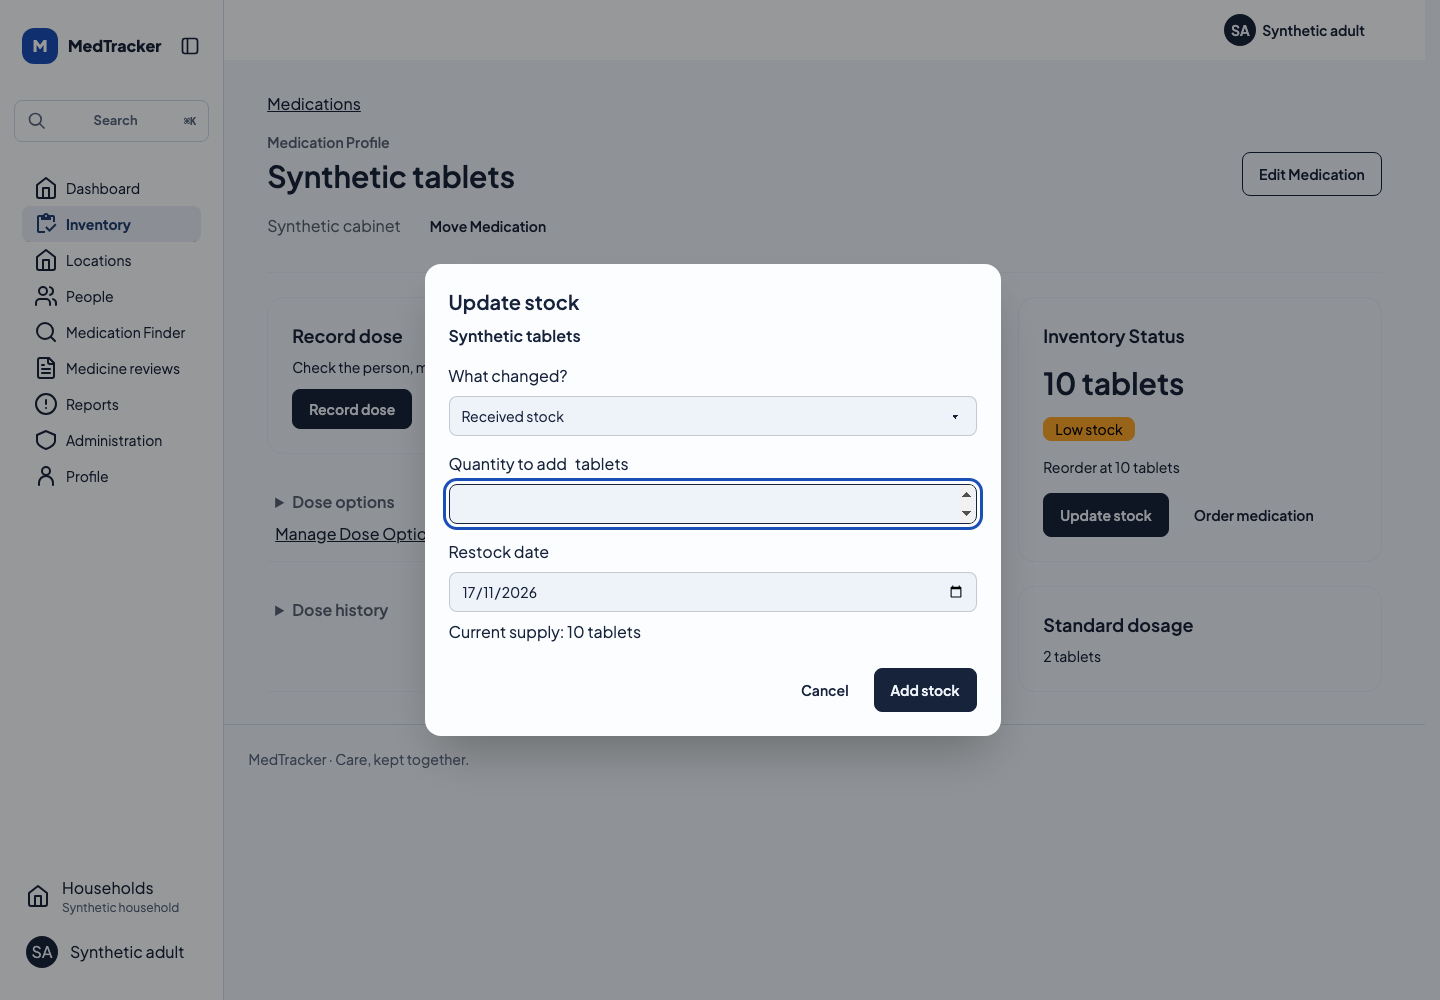 M MedTracker
Search ⌘K
Dashboard
Inventory
Locations
People
Medication Finder
Medicine reviews
Reports
Administration
Profile
Households
Synthetic household
SA Synthetic adult
SA Synthetic adult
Medications
Medication Profile
Synthetic tablets
Edit Medication
Synthetic cabinet Move Medication
Record dose
Check the person, m
Record dose
Dose options
Manage Dose Optio
Dose history
Update stock
Synthetic tablets
What changed?
Received stock
Quantity to add tablets
Restock date
17/11/2026
Current supply: 10 tablets
Cancel Add stock
Inventory Status
10 tablets
Low stock
Reorder at 10 tablets
Update stock Order medication
Standard dosage
2 tablets
MedTracker · Care, kept together.